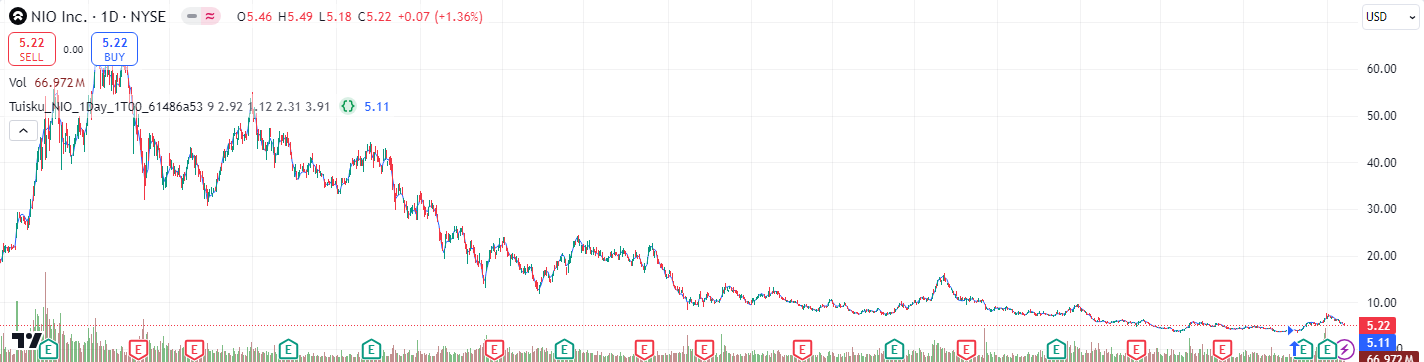 NIO Inc. · 1D · NYSE O5.46 H5.49 L5.18 C5.22 +0.07 (+1.36%)
USD
5.22 SELL 0.00 5.22 BUY
Vol 66.972M
Tuisku_NIO_1Day_1T00_61486a53 9 2.92 1.12 2.31 3.91 {} 5.11
60.00
50.00
40.00
30.00
20.00
10.00
5.22
5.11
66.972M
E E E E E E E E E E E E E E E E